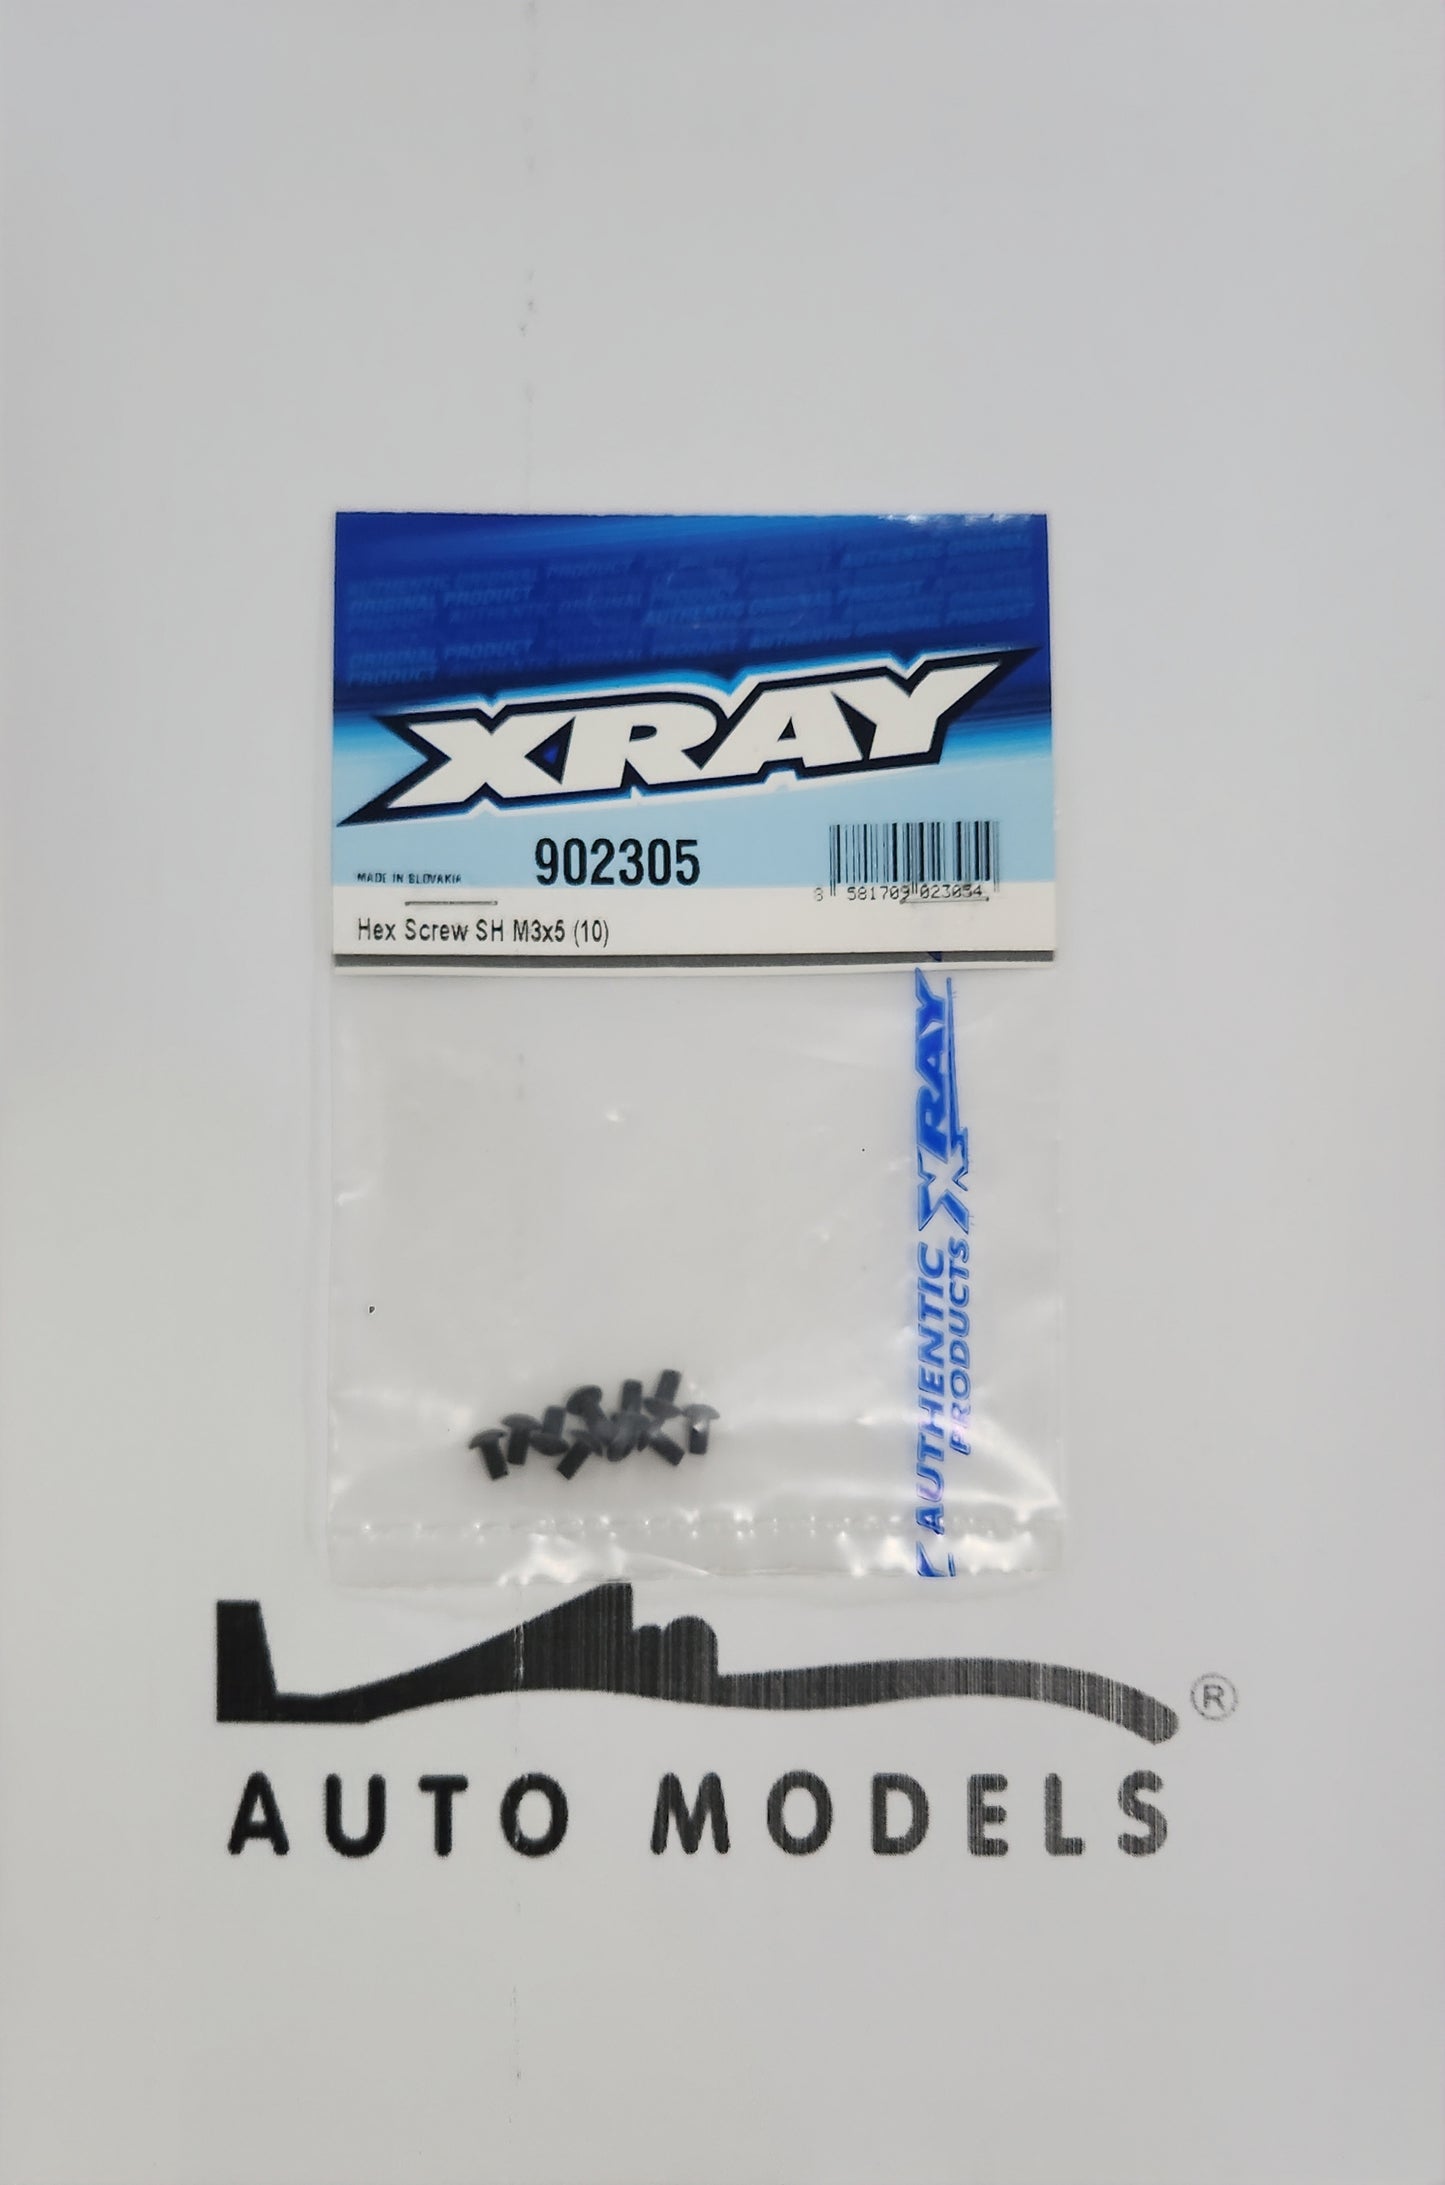 XRAY
902305
MADE IN SLOVAKIA
8 581709 023054
Hex Screw SH M3x5 (10)
AUTHENTIC XRAY
PRODUCTS
AUTO MODELS
®